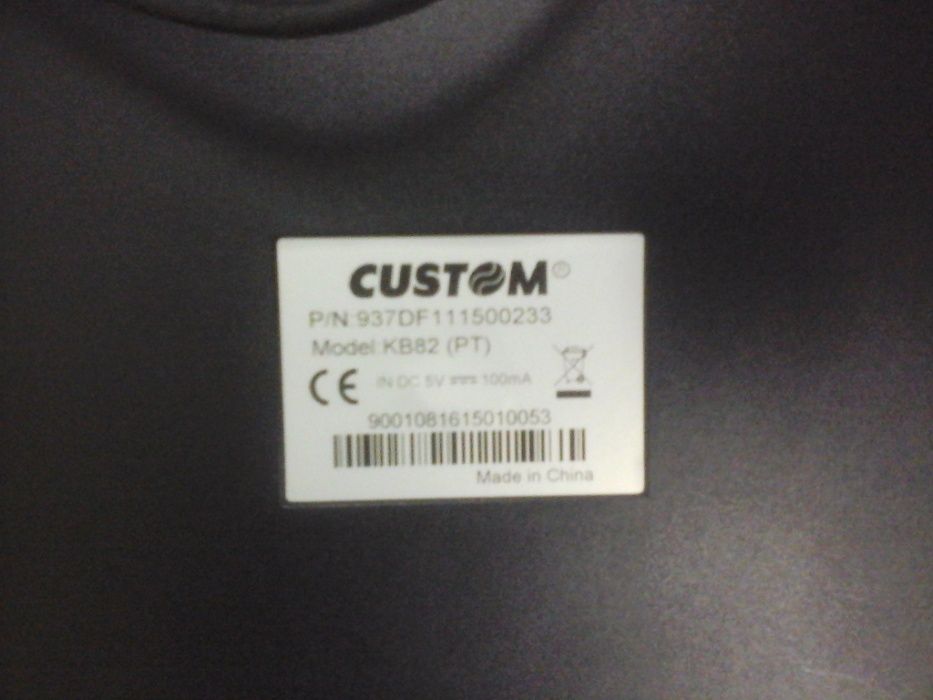 CUSTOM®
P/N:937DF111500233
Model:KB82 (PT)
CE IN DC 5V ⎓ 100mA
9001081615010053
Made in China